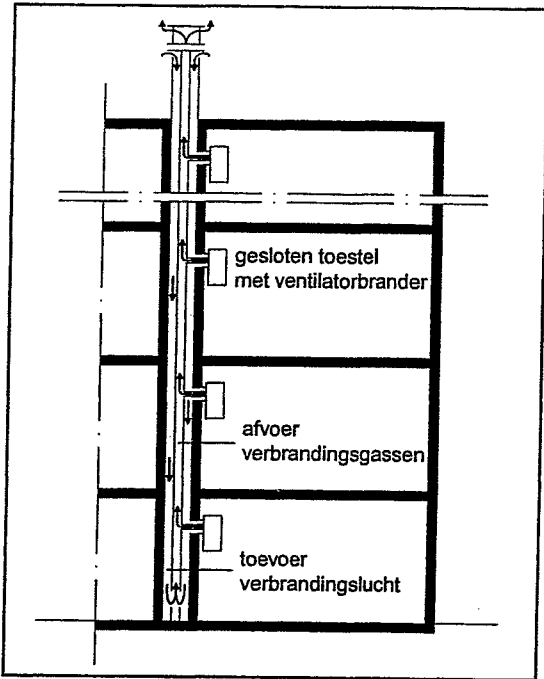 gesloten toestel
met ventilatorbrander
afvoer
verbrandingsgassen
toevoer
verbrandingslucht